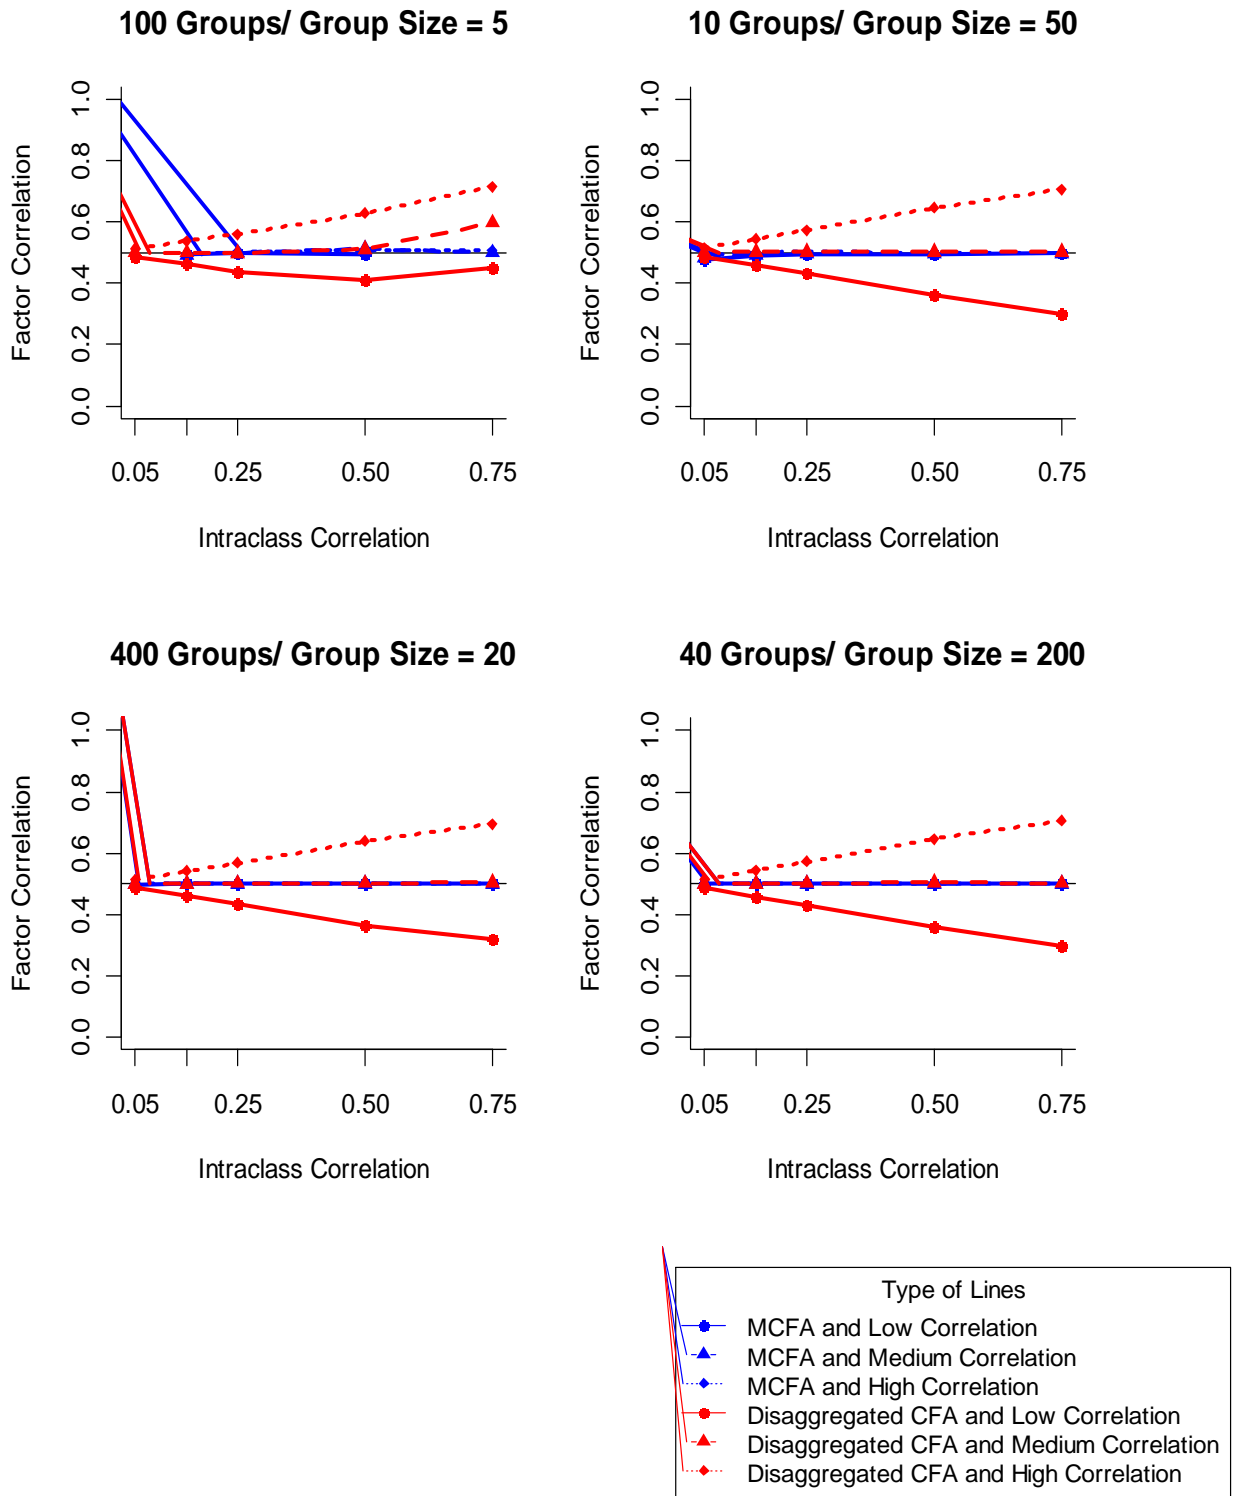 100 Groups/ Group Size = 5
Factor Correlation
0.0 0.2 0.4 0.6 0.8 1.0
0.05 0.25 0.50 0.75
Intraclass Correlation
10 Groups/ Group Size = 50
Factor Correlation
0.0 0.2 0.4 0.6 0.8 1.0
0.05 0.25 0.50 0.75
Intraclass Correlation
400 Groups/ Group Size = 20
Factor Correlation
0.0 0.2 0.4 0.6 0.8 1.0
0.05 0.25 0.50 0.75
Intraclass Correlation
40 Groups/ Group Size = 200
Factor Correlation
0.0 0.2 0.4 0.6 0.8 1.0
0.05 0.25 0.50 0.75
Intraclass Correlation
Type of Lines
MCFA and Low Correlation
MCFA and Medium Correlation
MCFA and High Correlation
Disaggregated CFA and Low Correlation
Disaggregated CFA and Medium Correlation
Disaggregated CFA and High Correlation